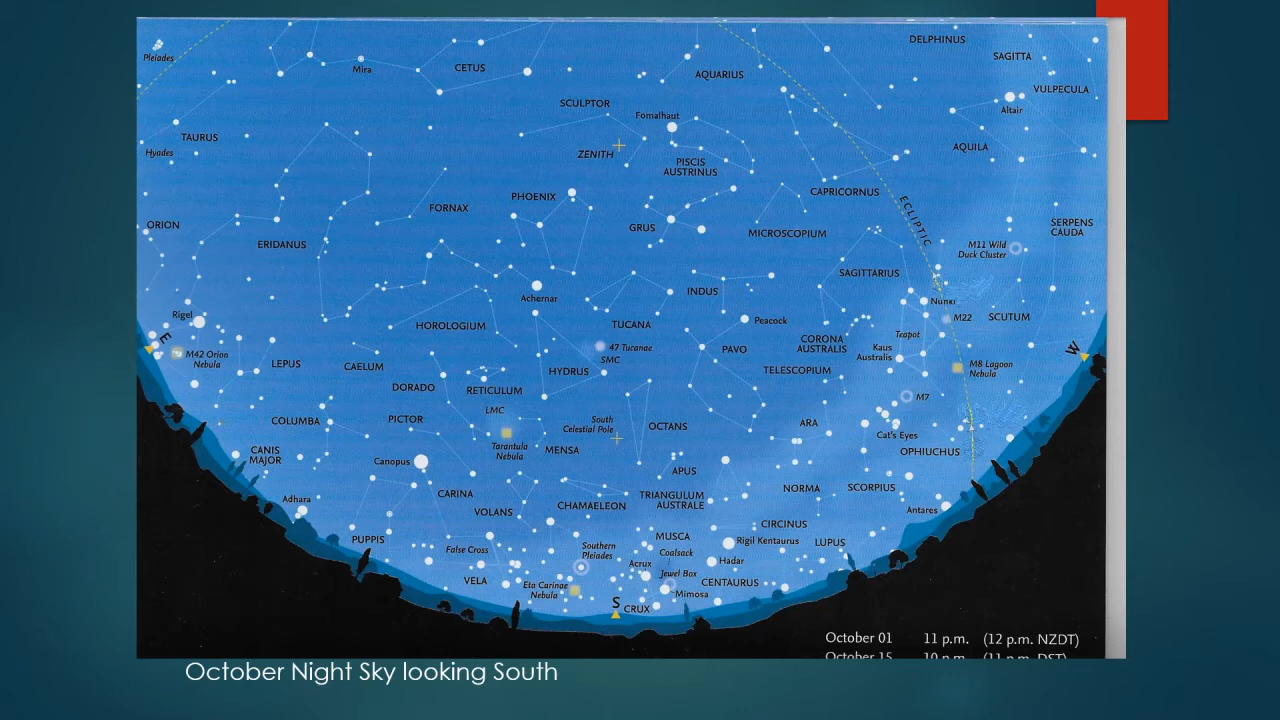 DELPHINUS
SAGITTA
Pleiades
Mira
CETUS
AQUARIUS
VULPECULA
SCULPTOR
Altair
Fomalhaut
TAURUS
Hyades
ZENITH
AQUILA
PISCIS
AUSTRINUS
CAPRICORNUS
PHOENIX
FORNAX
ECLIPTIC
ORION
GRUS
MICROSCOPIUM
SERPENS
CAUDA
ERIDANUS
M11 Wild
Duck Cluster
SAGITTARIUS
INDUS
Achernar
Nunki
Rigel
HOROLOGIUM
TUCANA
Peacock
M22
SCUTUM
E
Teapot
CORONA
AUSTRALIS
47 Tucanae
SMC
PAVO
Kaus
Australis
W
M42 Orion
Nebula
LEPUS
CAELUM
HYDRUS
TELESCOPIUM
M8 Lagoon
Nebula
DORADO
RETICULUM
M7
LMC
COLUMBA
PICTOR
South
Celestial Pole
OCTANS
ARA
Cat's Eyes
Tarantula
Nebula
MENSA
OPHIUCHUS
CANIS
MAJOR
Canopus
APUS
CARINA
NORMA
SCORPIUS
Adhara
VOLANS
CHAMAELEON
TRIANGULUM
AUSTRALE
Antares
CIRCINUS
PUPPIS
MUSCA
Rigil Kentaurus
LUPUS
False Cross
Southern
Pleiades
Coalsack
Acrux
Hadar
Jewel Box
VELA
Eta Carinae
Nebula
CENTAURUS
Mimosa
S
CRUX
October 01 11 p.m. (12 p.m. NZDT)
October 15 10 p.m. (11 p.m. DST)
October Night Sky looking South